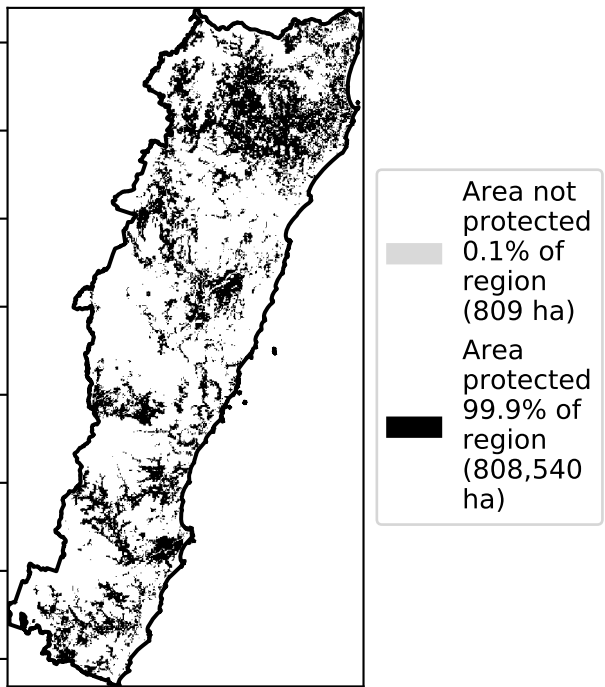 Area not
protected
0.1% of
region
(809 ha)
Area
protected
99.9% of
region
(808,540
ha)